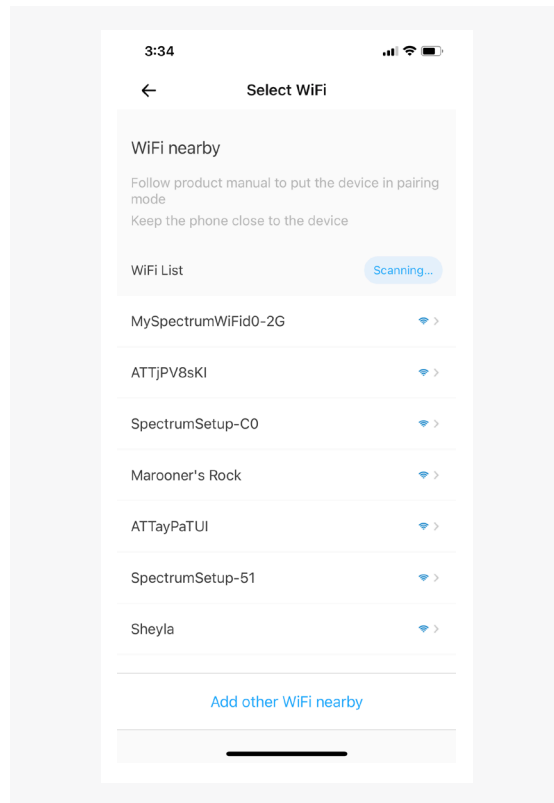 3:34
Select WiFi
WiFi nearby
Follow product manual to put the device in pairing
mode
Keep the phone close to the device
WiFi List
Scanning...
MySpectrumWiFid0-2G
ATTjPV8sKI
SpectrumSetup-C0
Marooner's Rock
ATTayPaTUI
SpectrumSetup-51
Sheyla
Add other WiFi nearby